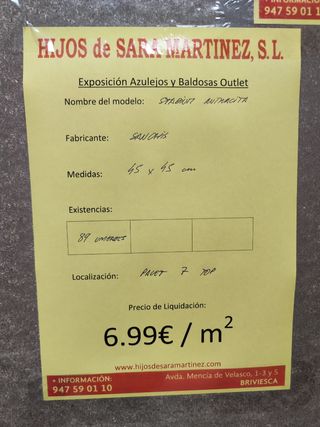 + INFORMACIÓN:
947 59 01 1
HIJOS de SARA MARTINEZ, S.L.
Exposición Azulejos y Baldosas Outlet
Nombre del modelo: ANTRACITA
Fabricante: SANCHIS
Medidas: 45 x 45 cm
Existencias:
89
Localización: PALET 7 TOP
Precio de Liquidación:
6.99€ / m²
www.hijosdesaramartinez.com
+ INFORMACIÓN:
947 59 01 10
Avda. Mencía de Velasco, 1-3 y 5
BRIVIESCA